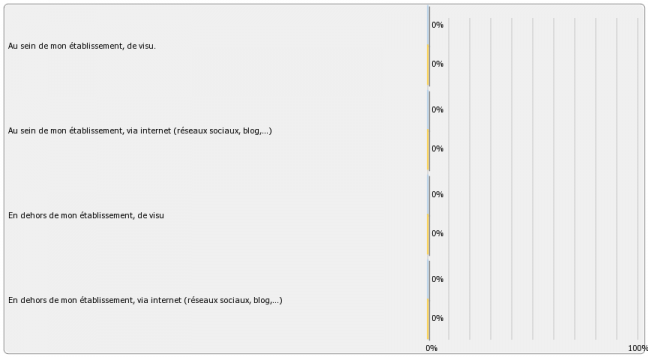 0%
Au sein de mon établissement, de visu.
0%
0%
Au sein de mon établissement, via internet (réseaux sociaux, blog,...)
0%
0%
En dehors de mon établissement, de visu
0%
0%
En dehors de mon établissement, via internet (réseaux sociaux, blog,...)
0%
0% 100%